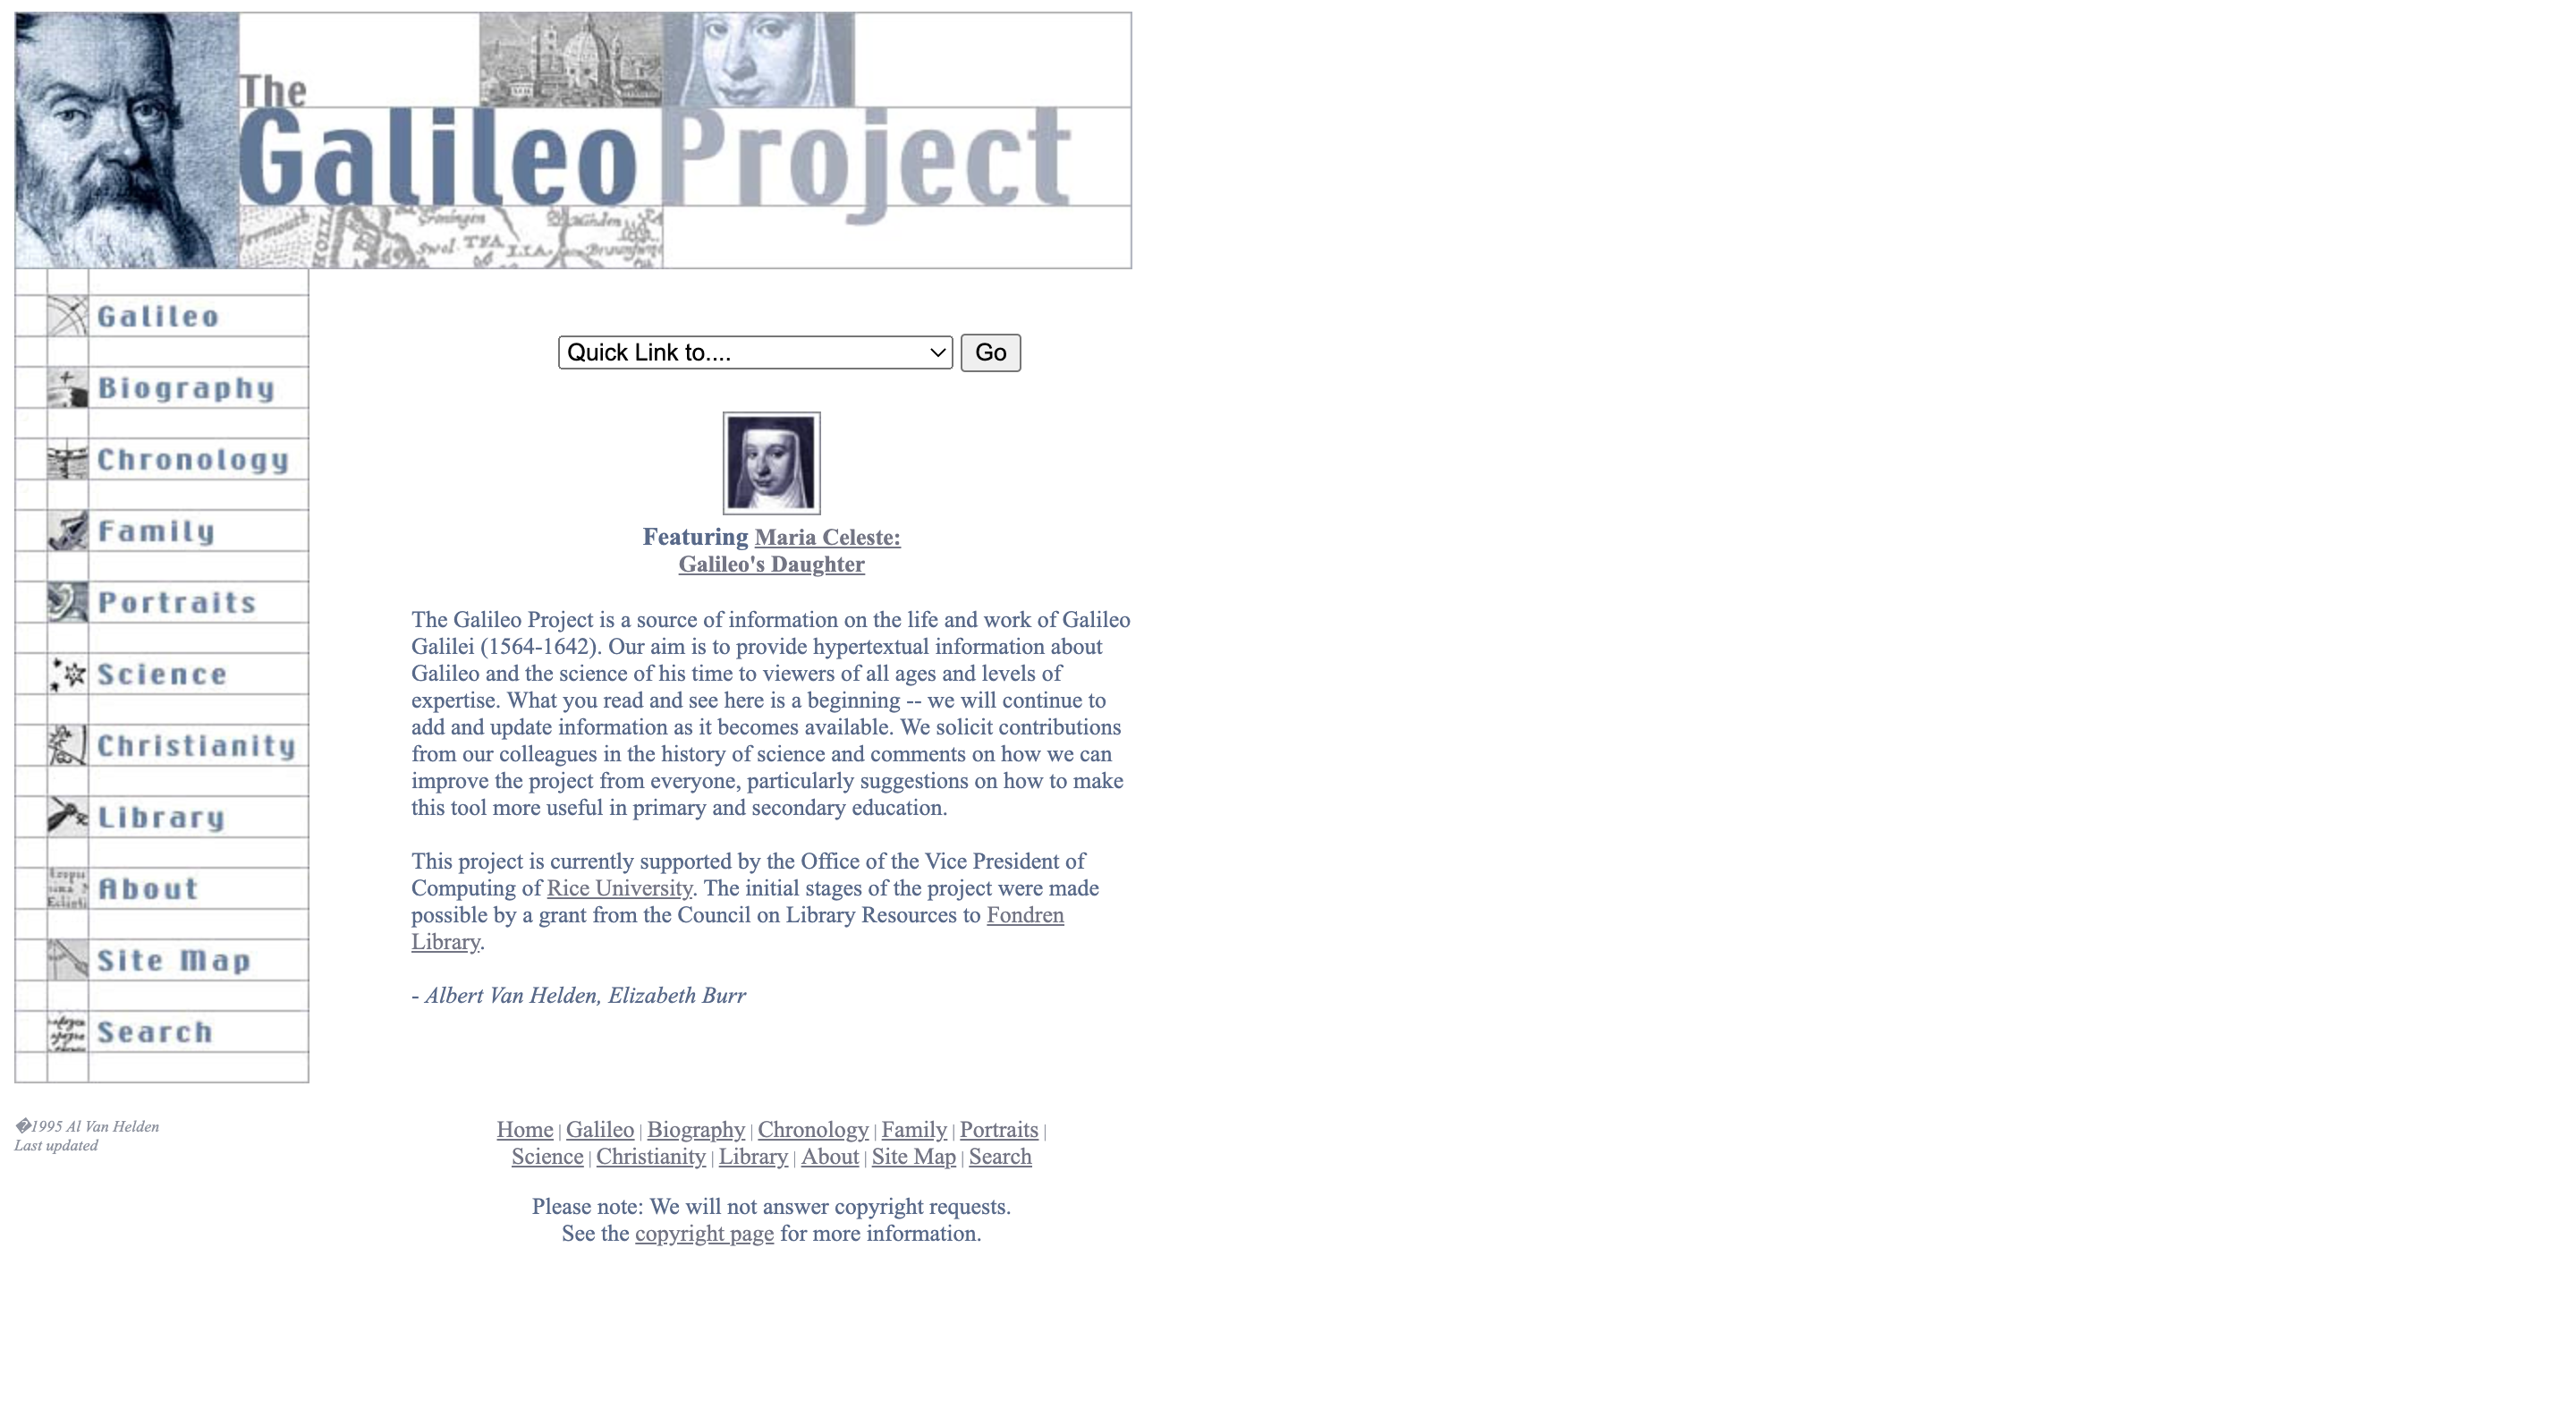 The
Galileo Project
Groningen
Swol
Galileo
Biography
Chronology
Family
Portraits
Science
Christianity
Library
About
Site Map
Search
Quick Link to....
Go
Featuring Maria Celeste:
Galileo's Daughter
The Galileo Project is a source of information on the life and work of Galileo
Galilei (1564-1642). Our aim is to provide hypertextual information about
Galileo and the science of his time to viewers of all ages and levels of
expertise. What you read and see here is a beginning -- we will continue to
add and update information as it becomes available. We solicit contributions
from our colleagues in the history of science and comments on how we can
improve the project from everyone, particularly suggestions on how to make
this tool more useful in primary and secondary education.
This project is currently supported by the Office of the Vice President of
Computing of Rice University. The initial stages of the project were made
possible by a grant from the Council on Library Resources to Fondren
Library.
- Albert Van Helden, Elizabeth Burr
�1995 Al Van Helden
Last updated
Home | Galileo | Biography | Chronology | Family | Portraits |
Science | Christianity | Library | About | Site Map | Search
Please note: We will not answer copyright requests.
See the copyright page for more information.